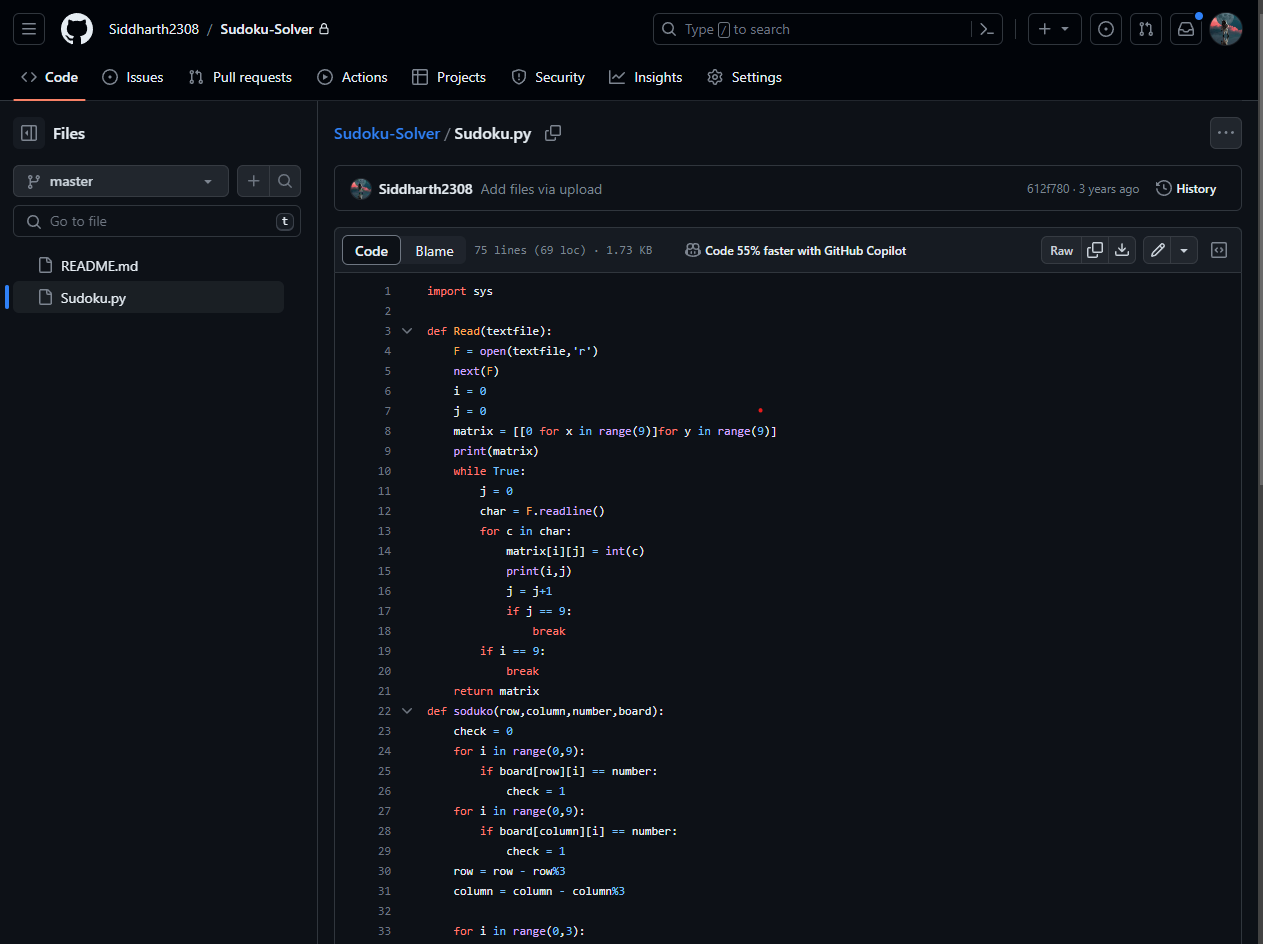 Siddharth2308 / Sudoku-Solver
Type / to search
Code Issues Pull requests Actions Projects Security Insights Settings
Files
master
Go to file
t
README.md
Sudoku.py
Sudoku-Solver / Sudoku.py
Siddharth2308 Add files via upload 612f780 · 3 years ago History
Code Blame 75 lines (69 loc) · 1.73 KB Code 55% faster with GitHub Copilot Raw
1 import sys
2
3 def Read(textfile):
4     F = open(textfile,'r')
5     next(F)
6     i = 0
7     j = 0
8     matrix = [[0 for x in range(9)]for y in range(9)]
9     print(matrix)
10     while True:
11         j = 0
12         char = F.readline()
13         for c in char:
14             matrix[i][j] = int(c)
15             print(i,j)
16             j = j+1
17             if j == 9:
18                 break
19         if i == 9:
20             break
21     return matrix
22 def soduko(row,column,number,board):
23     check = 0
24     for i in range(0,9):
25         if board[row][i] == number:
26             check = 1
27     for i in range(0,9):
28         if board[column][i] == number:
29             check = 1
30     row = row - row%3
31     column = column - column%3
32
33     for i in range(0,3):